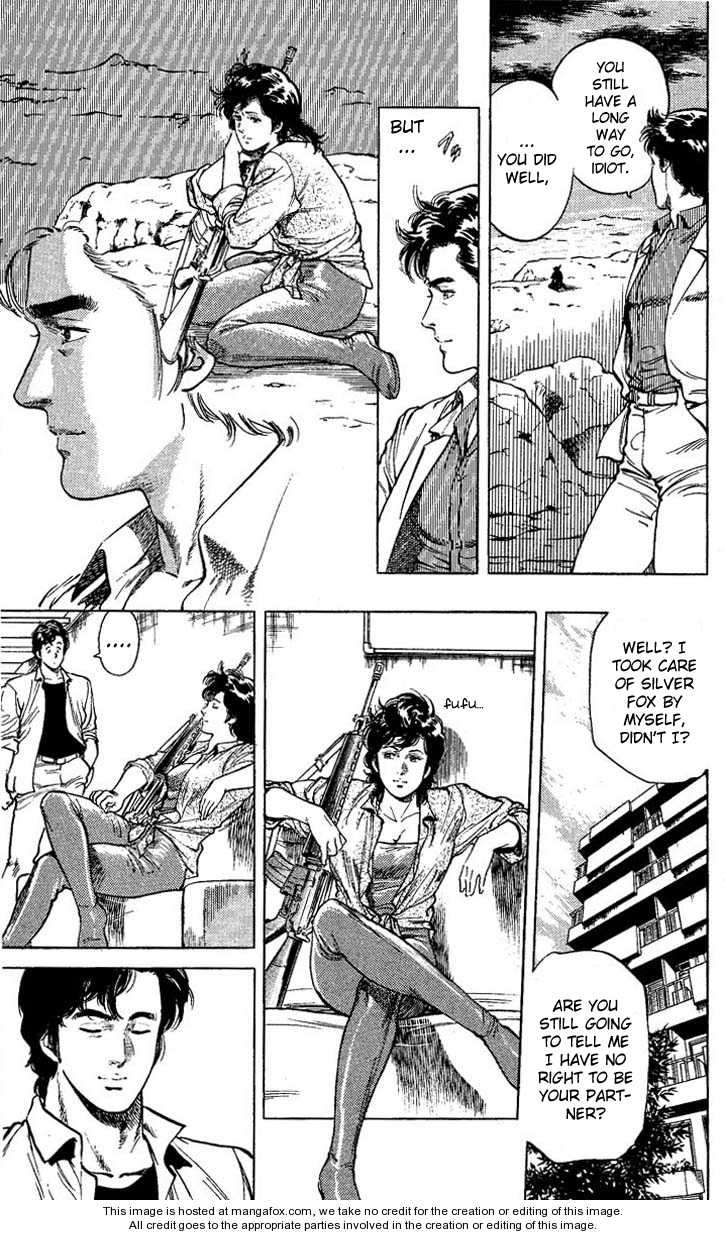 YOU
STILL
HAVE A
LONG
WAY
TO GO,
IDIOT.
...
YOU DID
WELL,
BUT
...
WELL? I
TOOK CARE
OF SILVER
FOX BY
MYSELF,
DIDN'T I?
ARE YOU
STILL GOING
TO TELL ME
I HAVE NO
RIGHT TO BE
YOUR PART-
NER?
fufu...
....
This image is hosted at mangafox.com, we take no credit for the creation or editing of this image.
All credit goes to the appropriate parties involved in the creation or editing of this image.